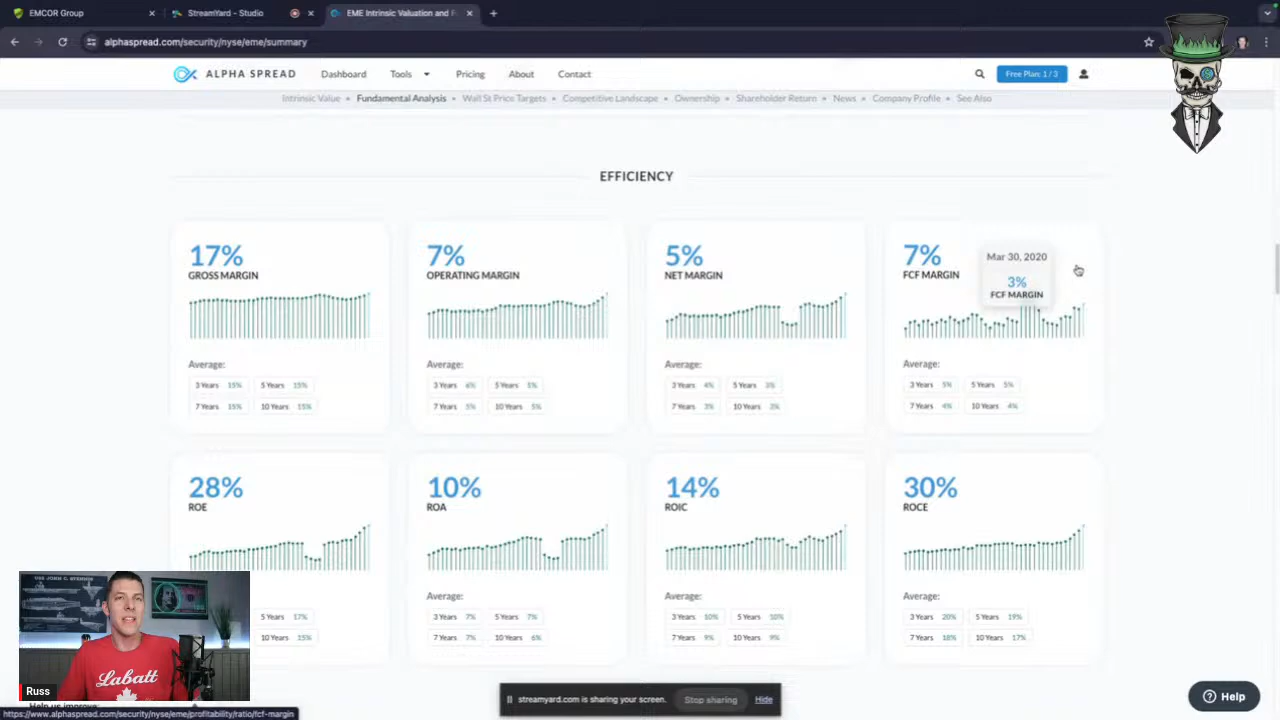 EMCOR Group
StreamYard - Studio
EME Intrinsic Valuation and F
alphaspread.com/security/nyse/eme/summary
ALPHA SPREAD
Dashboard
Tools
Pricing
About
Contact
Free Plan: 1 / 3
Intrinsic Value • Fundamental Analysis • Wall St Price Targets • Competitive Landscape • Ownership • Shareholder Return • News • Company Profile • See Also
EFFICIENCY
17%
GROSS MARGIN
Average:
3 Years 15% 5 Years 15%
7 Years 15% 10 Years 15%
7%
OPERATING MARGIN
Average:
3 Years 6% 5 Years 5%
7 Years 5% 10 Years 5%
5%
NET MARGIN
Average:
3 Years 4% 5 Years 3%
7 Years 3% 10 Years 3%
7%
FCF MARGIN
Mar 30, 2020
3%
FCF MARGIN
Average:
3 Years 5% 5 Years 5%
7 Years 4% 10 Years 4%
28%
ROE
5 Years 17%
10 Years 15%
10%
ROA
Average:
3 Years 7% 5 Years 7%
7 Years 7% 10 Years 6%
14%
ROIC
Average:
3 Years 10% 5 Years 10%
7 Years 9% 10 Years 9%
30%
ROCE
Average:
3 Years 20% 5 Years 19%
7 Years 18% 10 Years 17%
Labatt
Russ
Help us improve:
streamyard.com is sharing your screen.
Stop sharing
Hide
Help
https://www.alphaspread.com/security/nyse/eme/profitability/ratio/fcf-margin